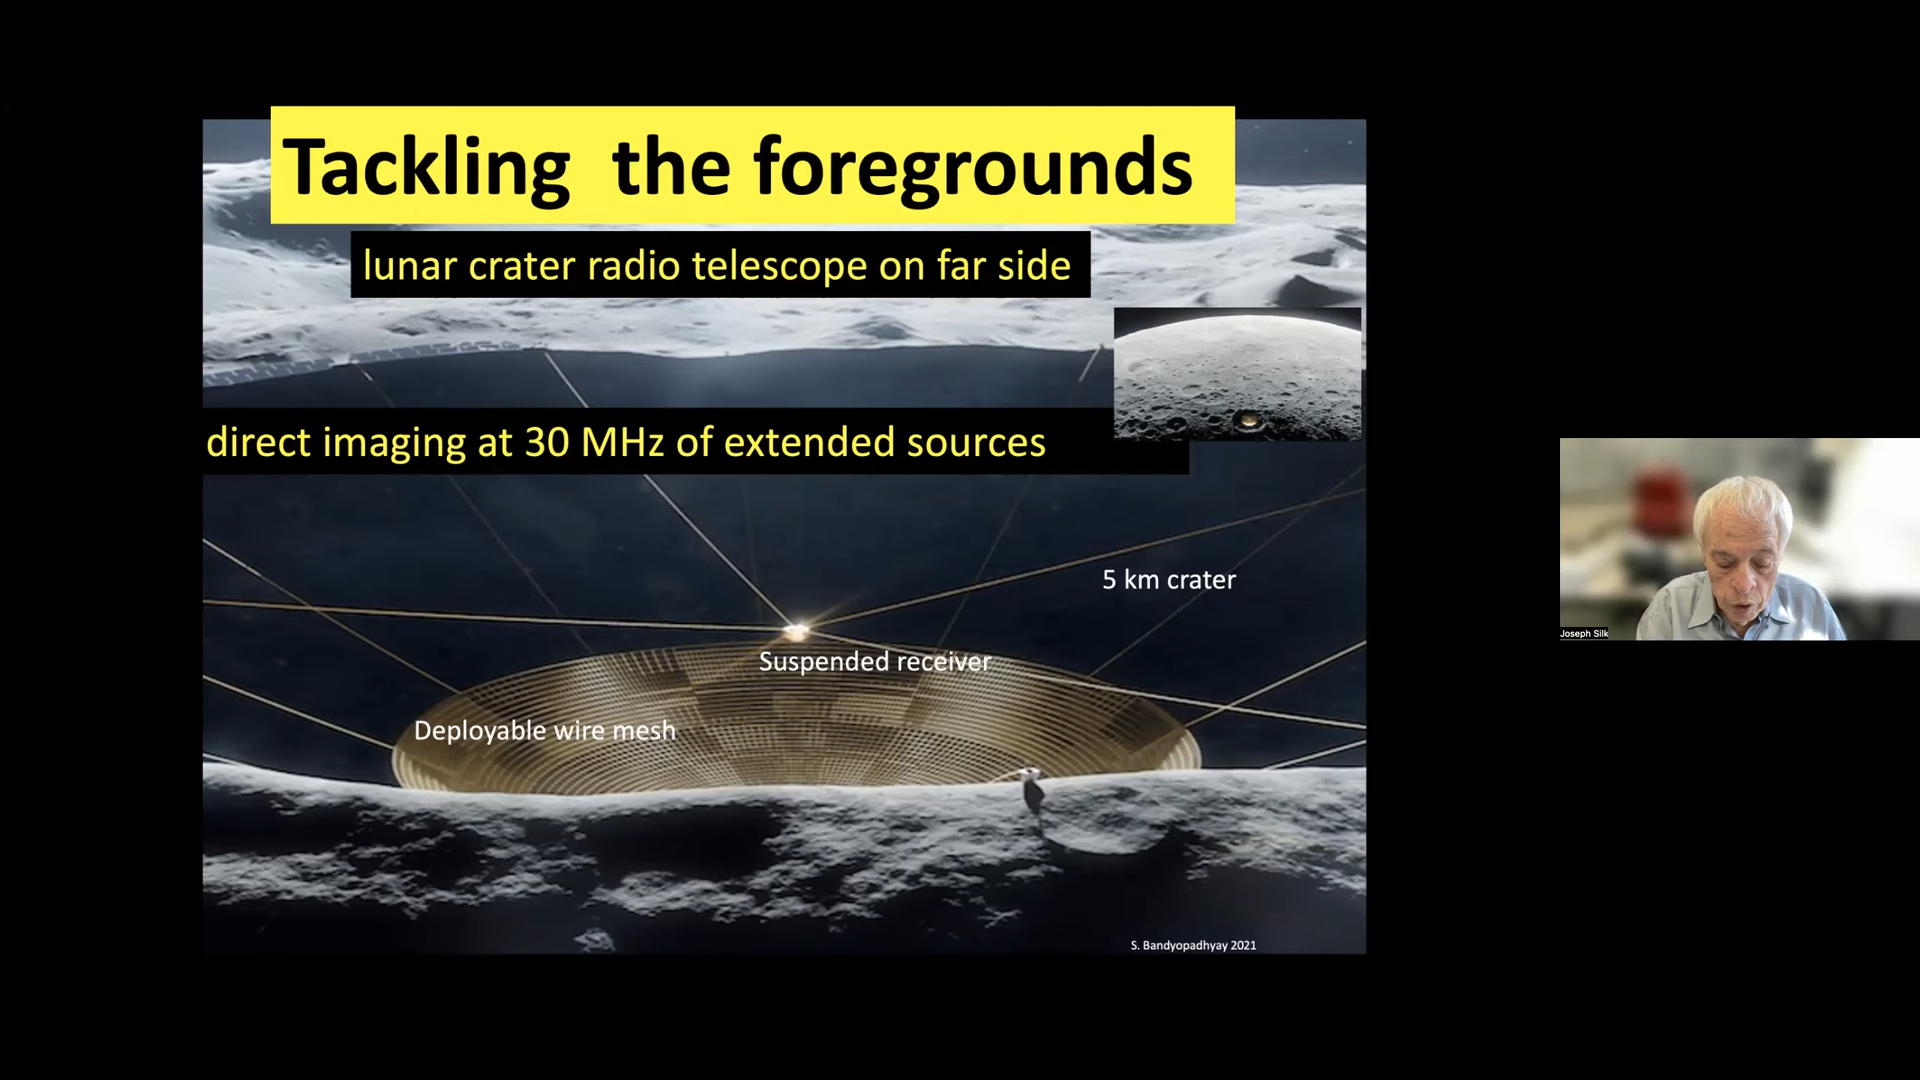 Tackling the foregrounds
lunar crater radio telescope on far side
direct imaging at 30 MHz of extended sources
5 km crater
Suspended receiver
Deployable wire mesh
S. Bandyopadhyay 2021
Joseph Silk